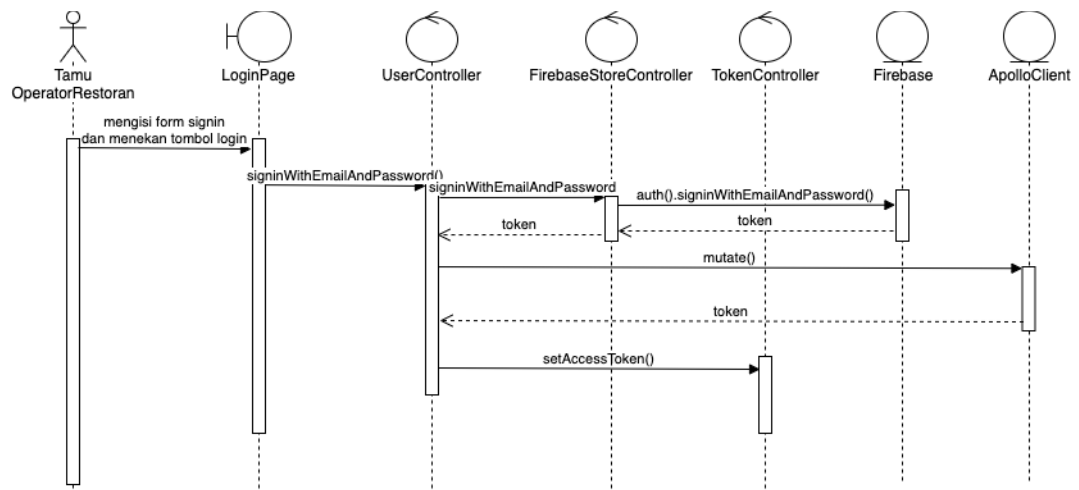 Tamu
OperatorRestoran
LoginPage
UserController
FirebaseStoreController
TokenController
Firebase
ApolloClient
mengisi form signin
dan menekan tombol login
signinWithEmailAndPassword()
signinWithEmailAndPassword
auth().signinWithEmailAndPassword()
token
token
mutate()
token
setAccessToken()